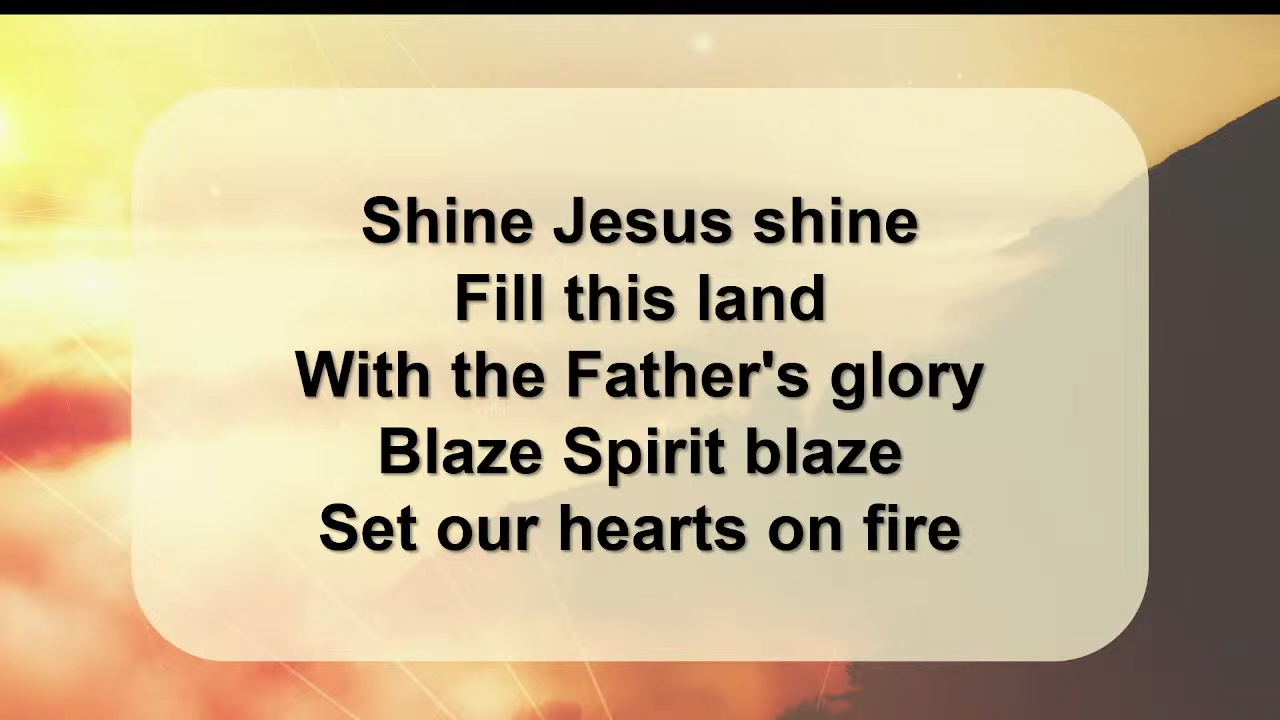 Shine Jesus shine
Fill this land
With the Father's glory
Blaze Spirit blaze
Set our hearts on fire